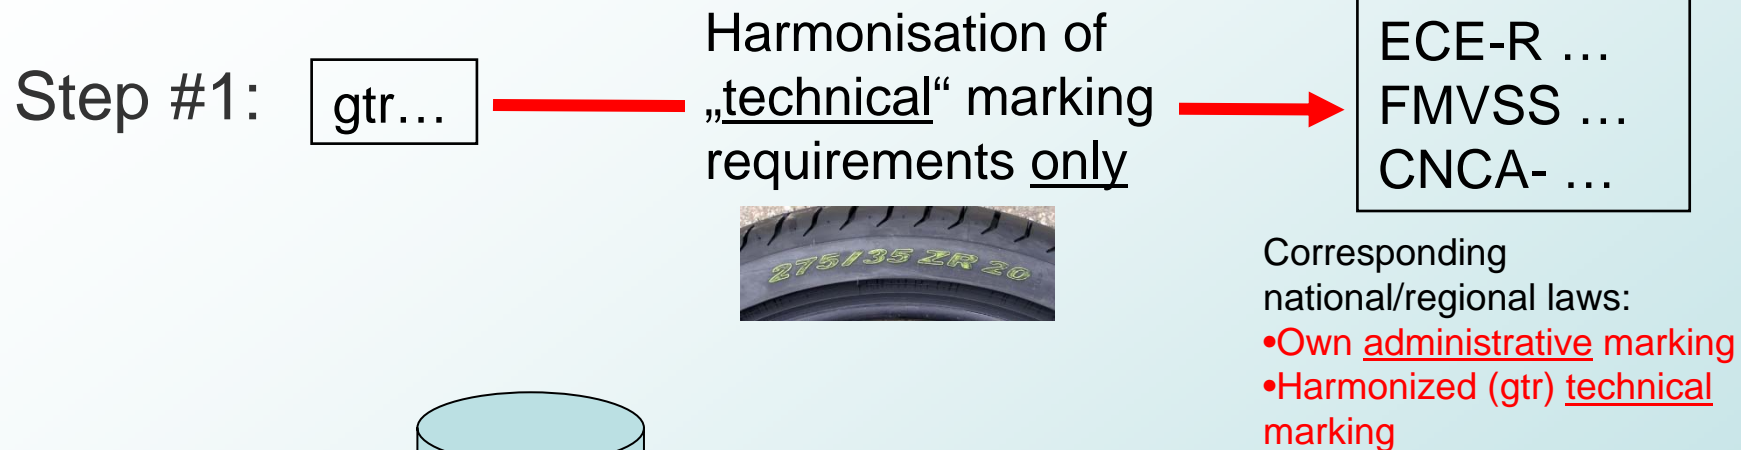 Step #1:
gtr…
Harmonisation of
„technical“ marking
requirements only
275/35 ZR 20
ECE-R …
FMVSS …
CNCA- …
Corresponding
national/regional laws:
•Own administrative marking
•Harmonized (gtr) technical
marking